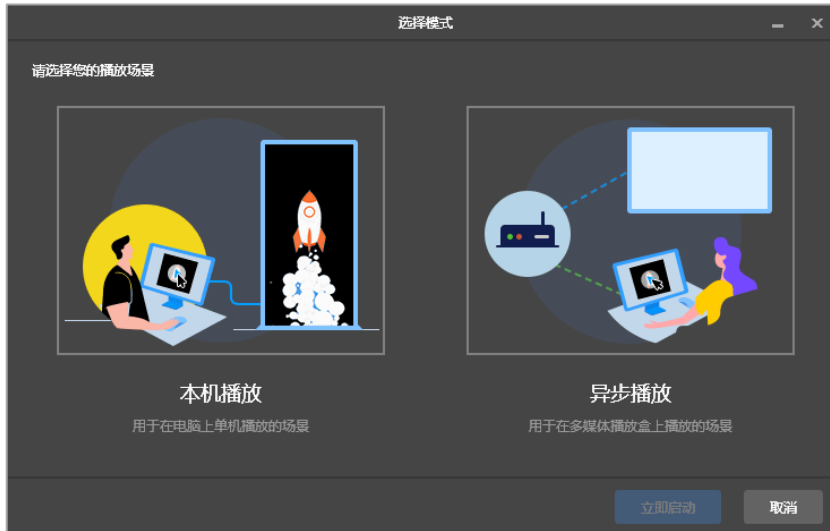 选择模式
请选择您的播放场景
本机播放
用于在电脑上单机播放的场景
异步播放
用于在多媒体播放盒上播放的场景
立即启动
取消